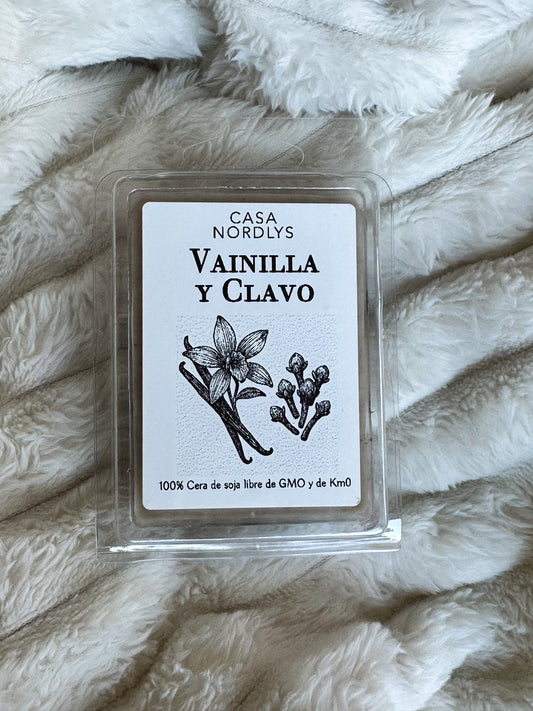 CASA
NORDLYS
VAINILLA
Y CLAVO
100% Cera de soja libre de GMO y de Km0